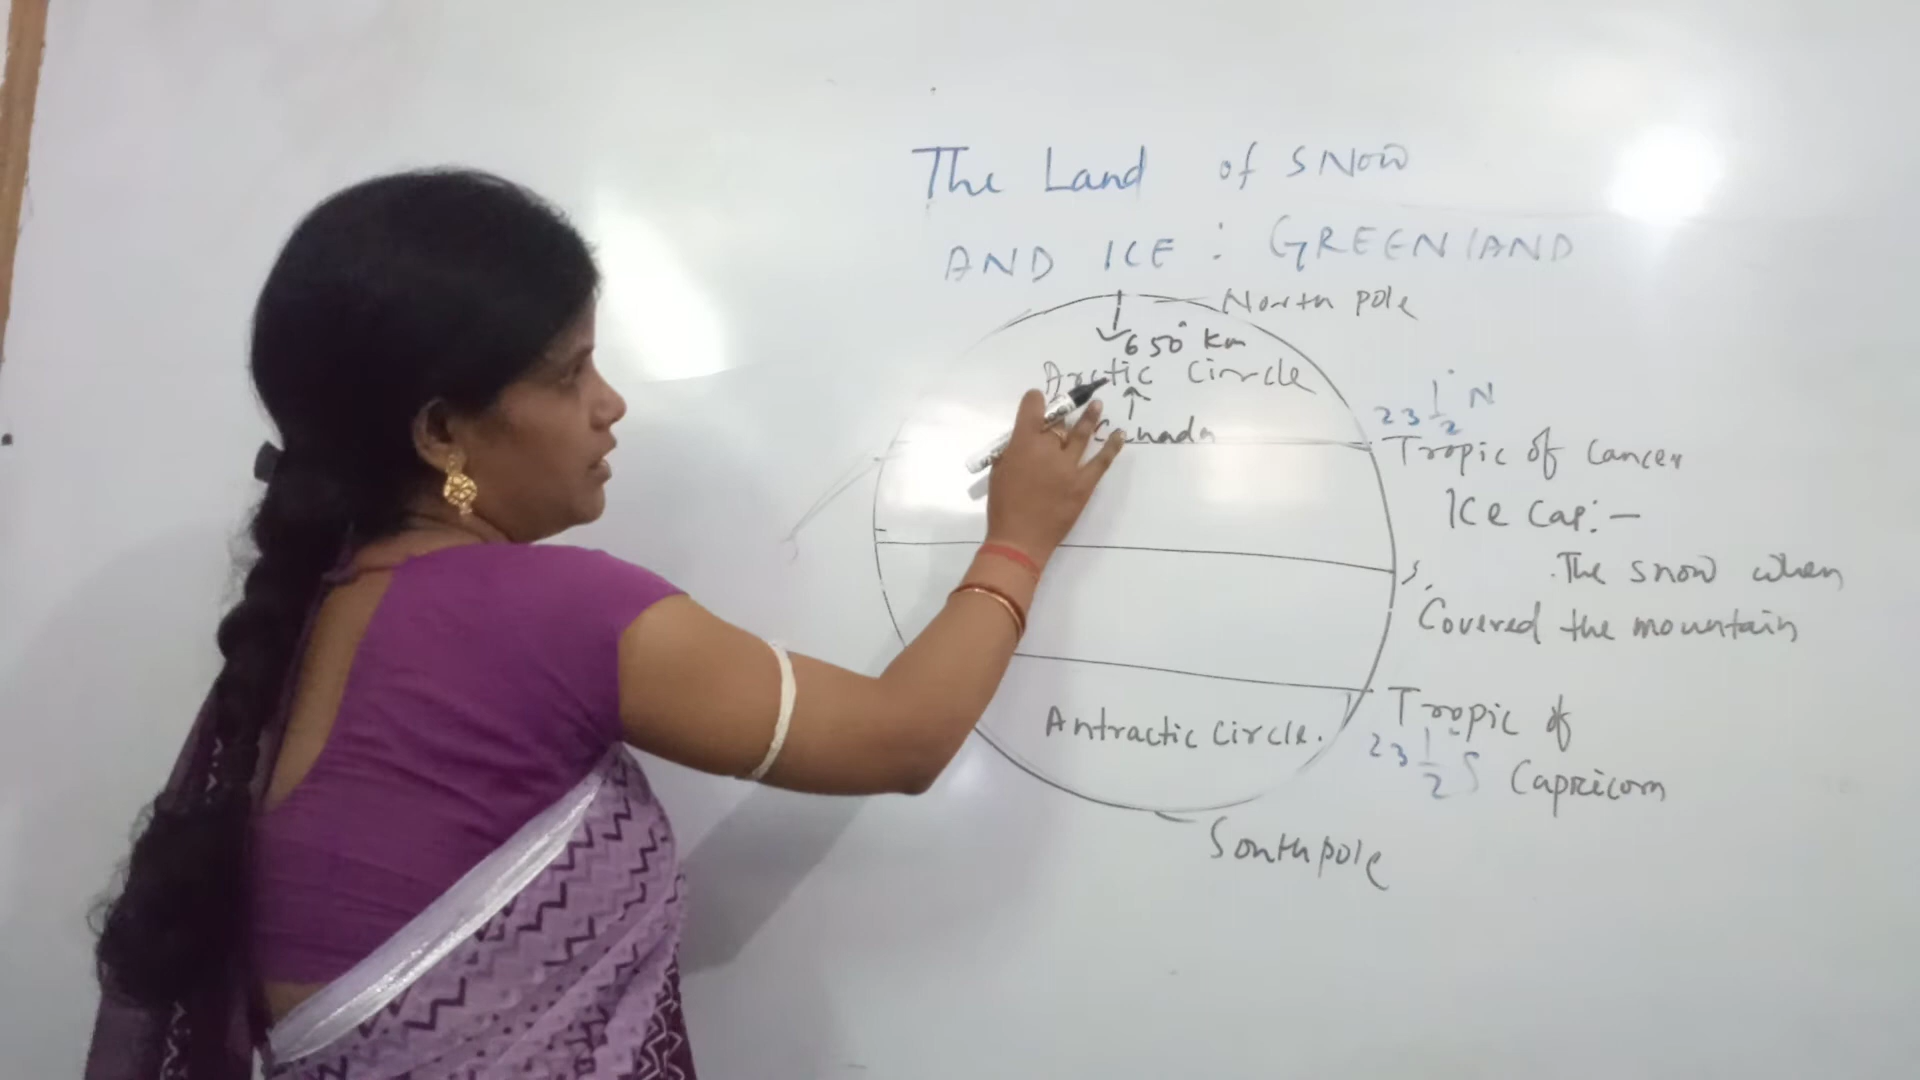 The Land of SNOW
AND ICE : GREENLAND
North pole
650° Km
Arctic Circle
Canada
23 1/2° N
Tropic of Cancer
Ice Cap:-
.The snow when
Covered the mountain
Antractic Circle.
Tropic of
23 1/2° S Capricorn
South pole